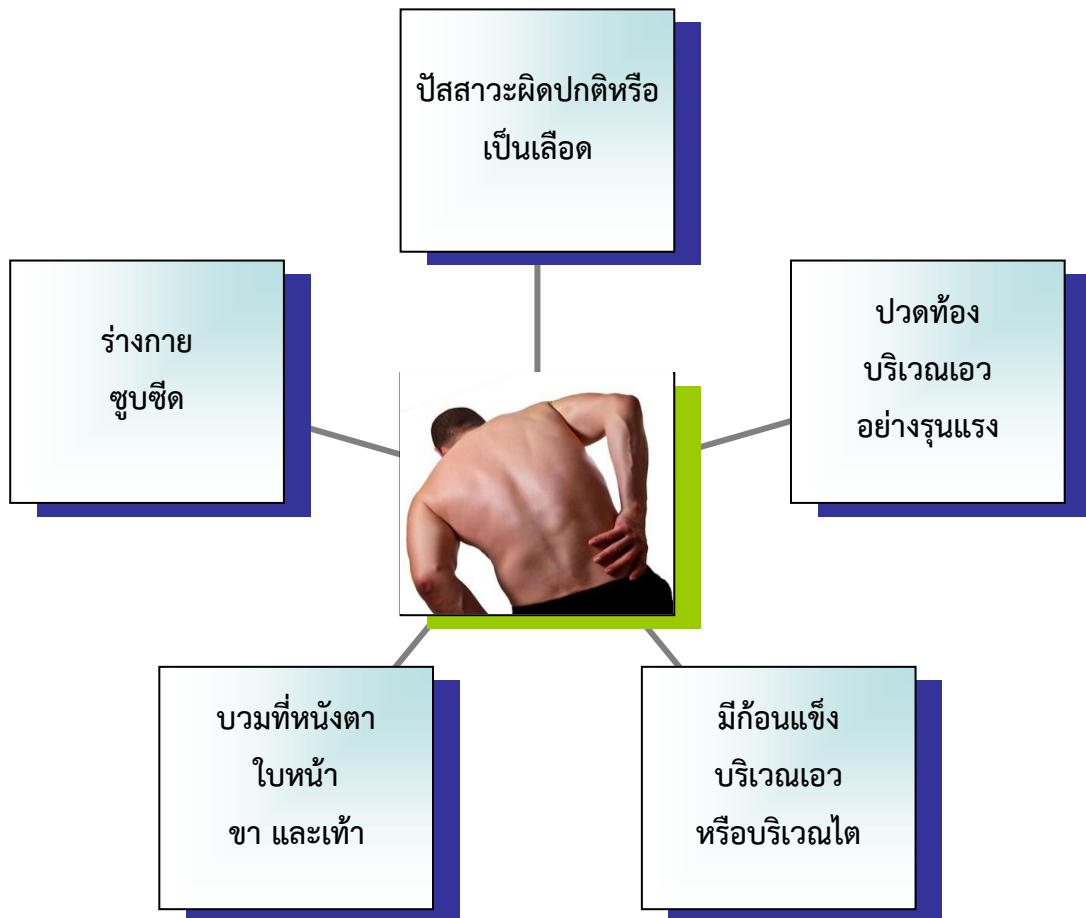 ปัสสาวะผิดปกติหรือ
เป็นเลือด
ร่างกาย
ซูบซีด
ปวดท้อง
บริเวณเอว
อย่างรุนแรง
บวมที่หนังตา
ใบหน้า
ขา และเท้า
มีก้อนแข็ง
บริเวณเอว
หรือบริเวณไต